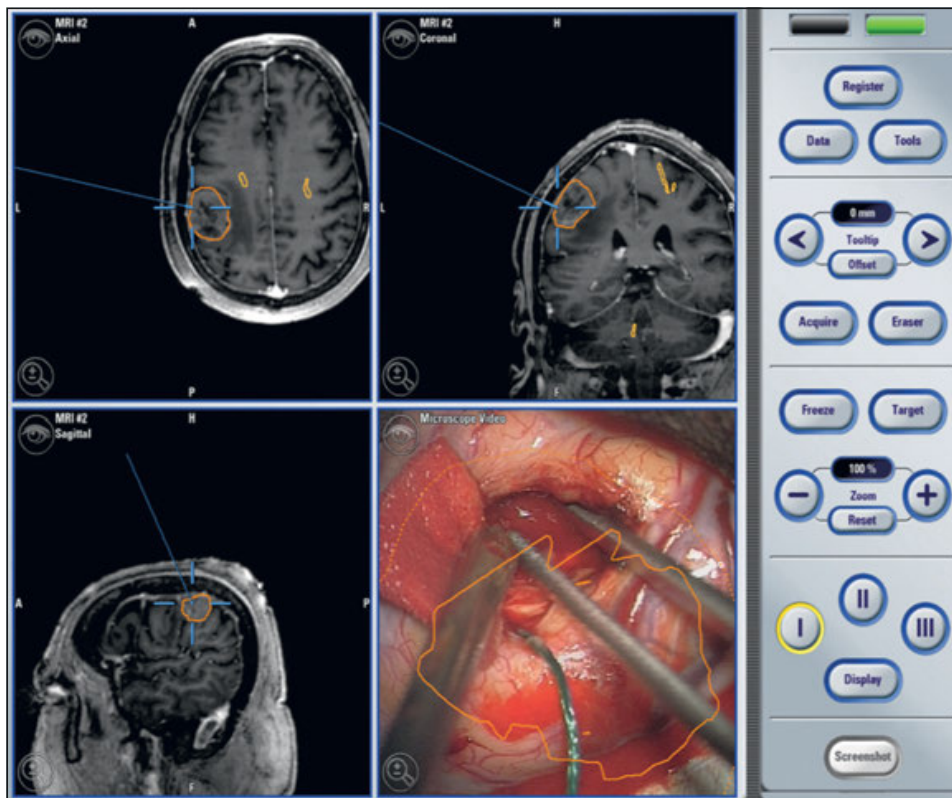 MRI #2
Axial
A
L
R
P
MRI #2
Coronal
H
L
R
F
MRI #2
Sagittal
H
A
P
F
Microscope Video
Register
Data
Tools
0 mm
Tooltip
Offset
Acquire
Eraser
Freeze
Target
100 %
Zoom
Reset
I
II
III
Display
Screenshot